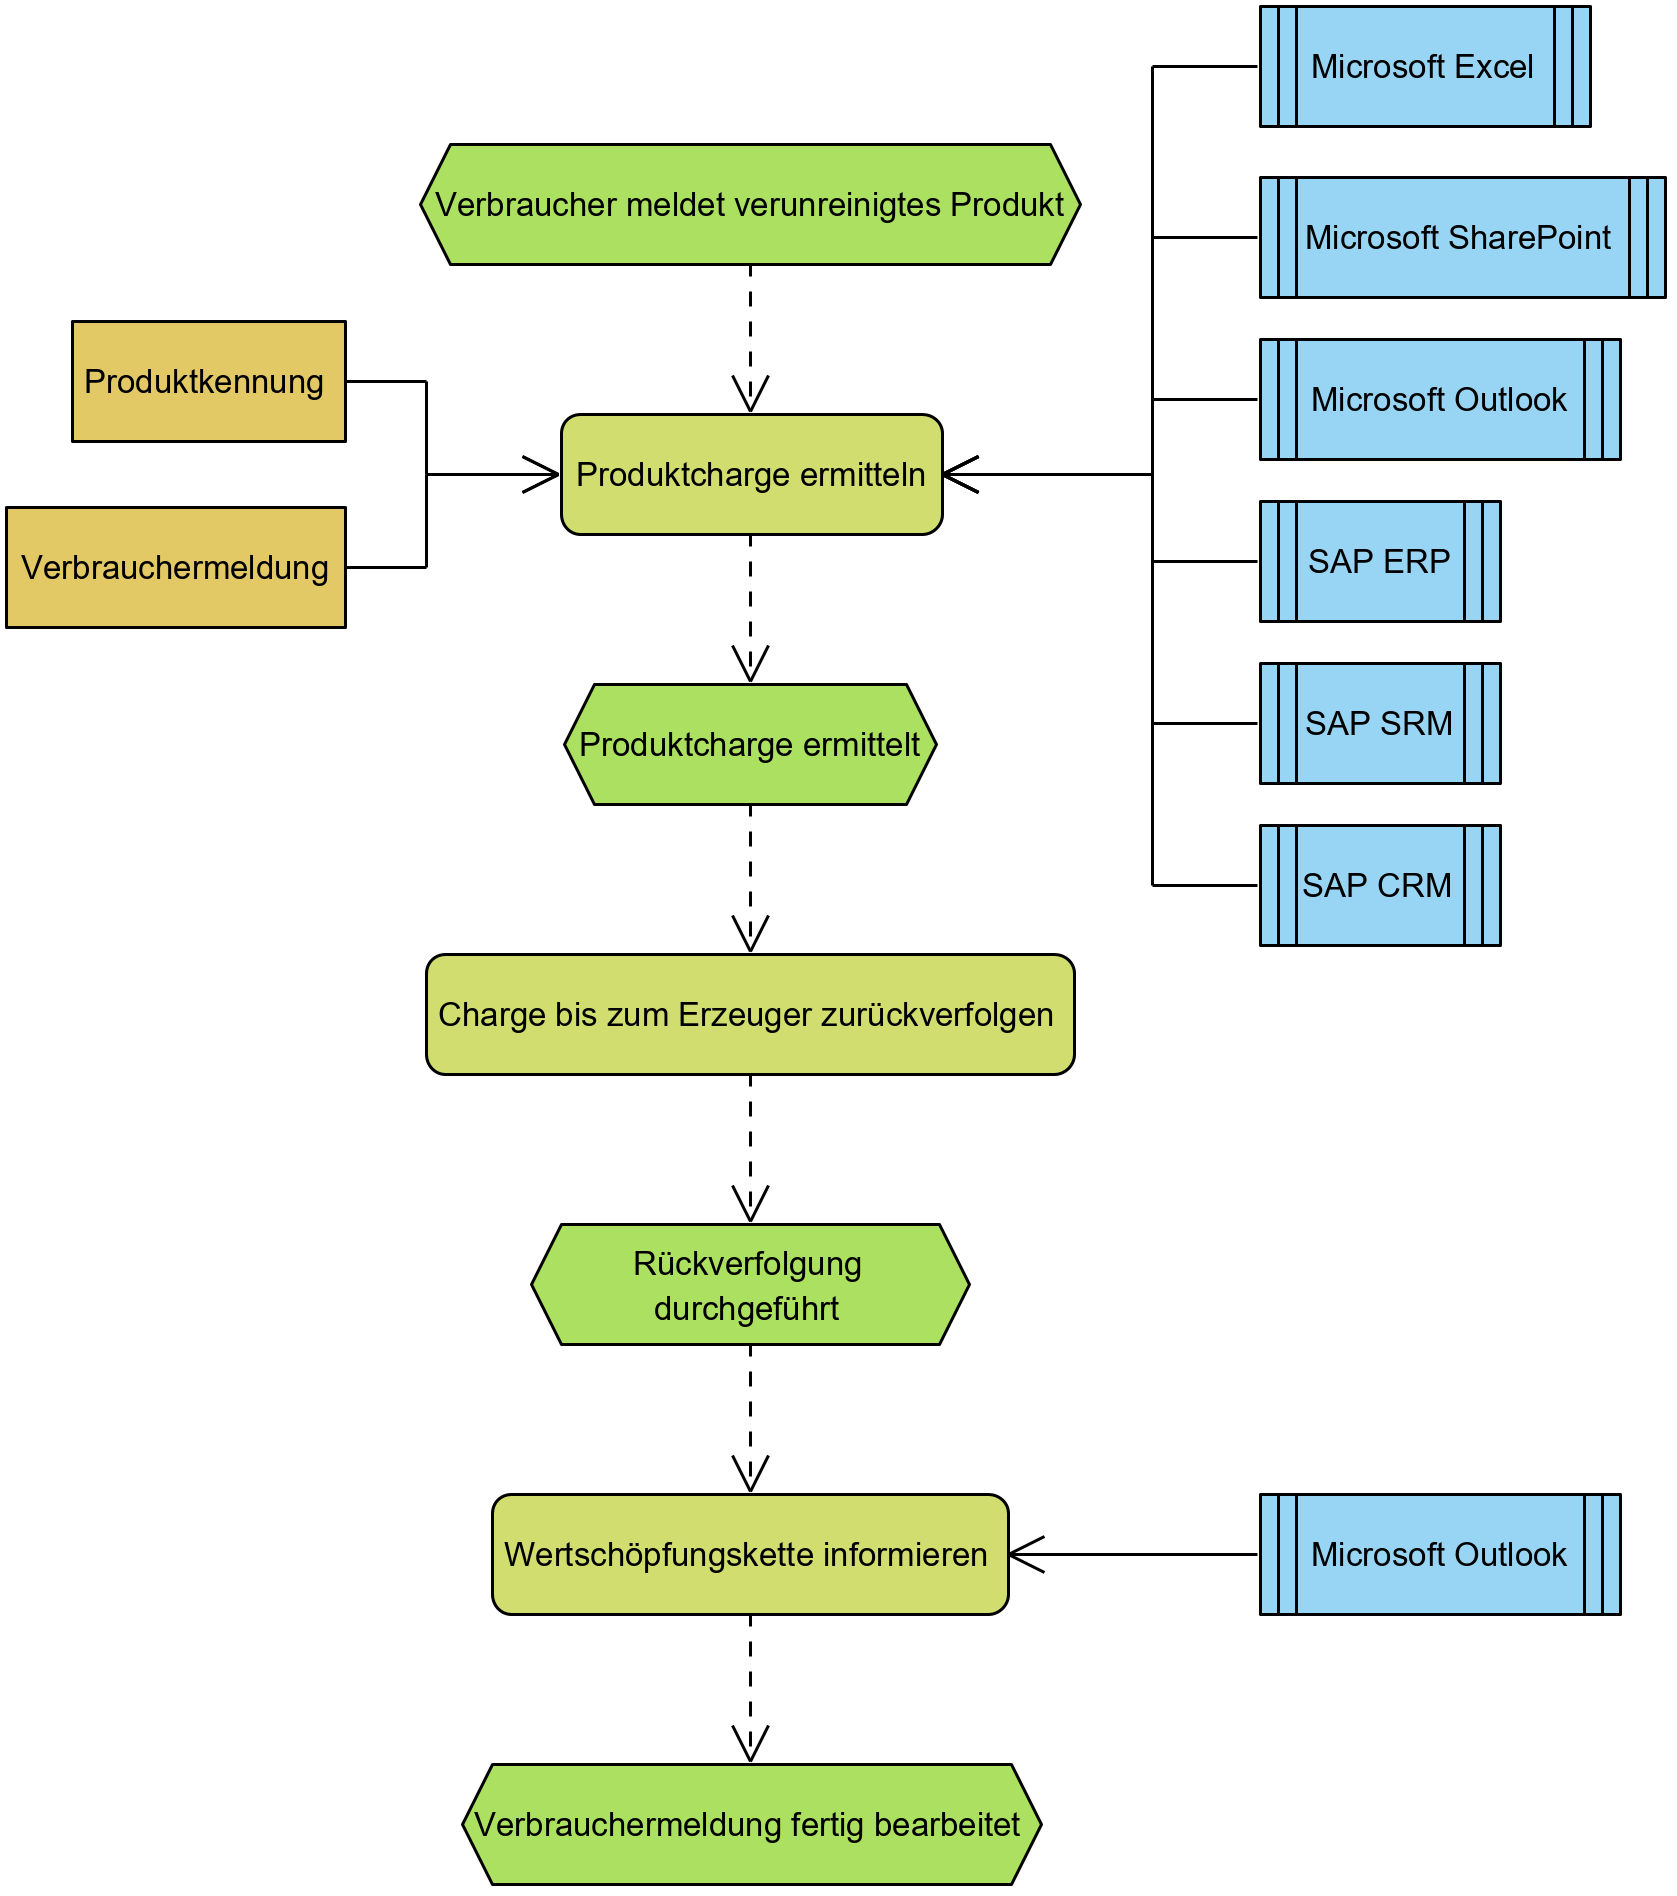 Microsoft Excel
Verbraucher meldet verunreinigtes Produkt
Microsoft SharePoint
Produktkennung
Microsoft Outlook
Produktcharge ermitteln
Verbrauchermeldung
SAP ERP
Produktcharge ermittelt
SAP SRM
SAP CRM
Charge bis zum Erzeuger zurückverfolgen
Rückverfolgung
durchgeführt
Wertschöpfungskette informieren
Microsoft Outlook
Verbrauchermeldung fertig bearbeitet